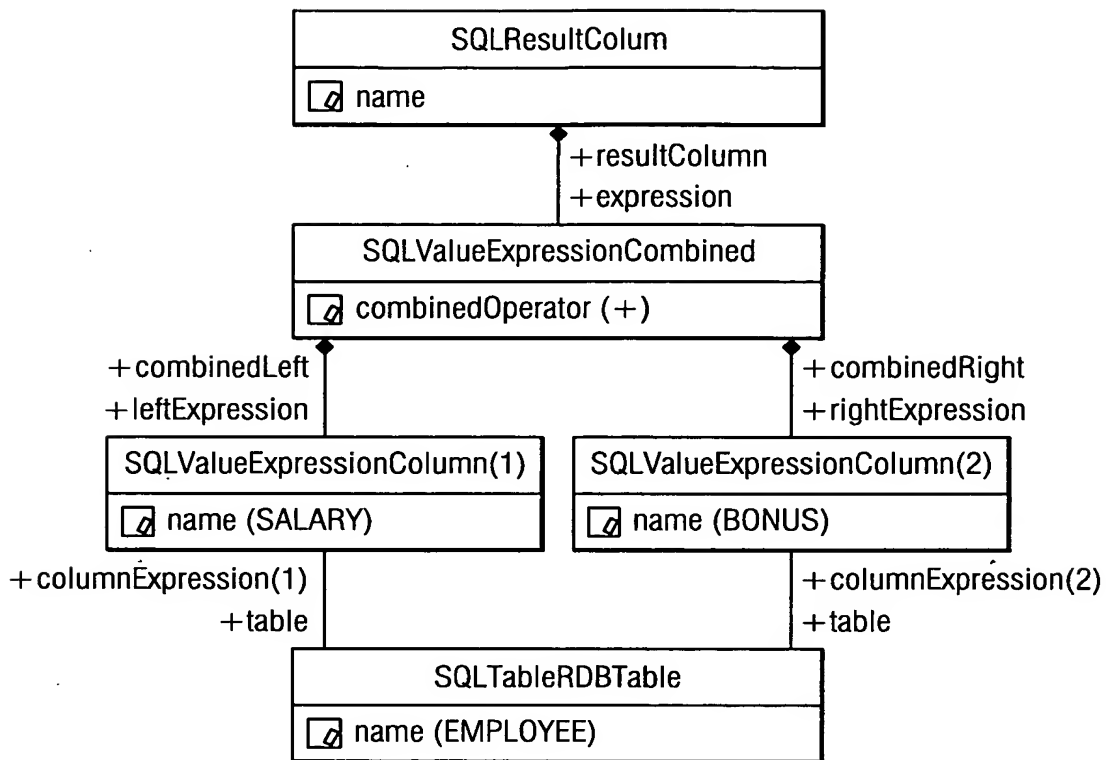 SQLResultColum
name
+resultColumn
+expression
SQLValueExpressionCombined
combinedOperator (+)
+combinedLeft
+leftExpression
+combinedRight
+rightExpression
SQLValueExpressionColumn(1)
name (SALARY)
SQLValueExpressionColumn(2)
name (BONUS)
+columnExpression(1)
+table
+columnExpression(2)
+table
SQLTableRDBTable
name (EMPLOYEE)